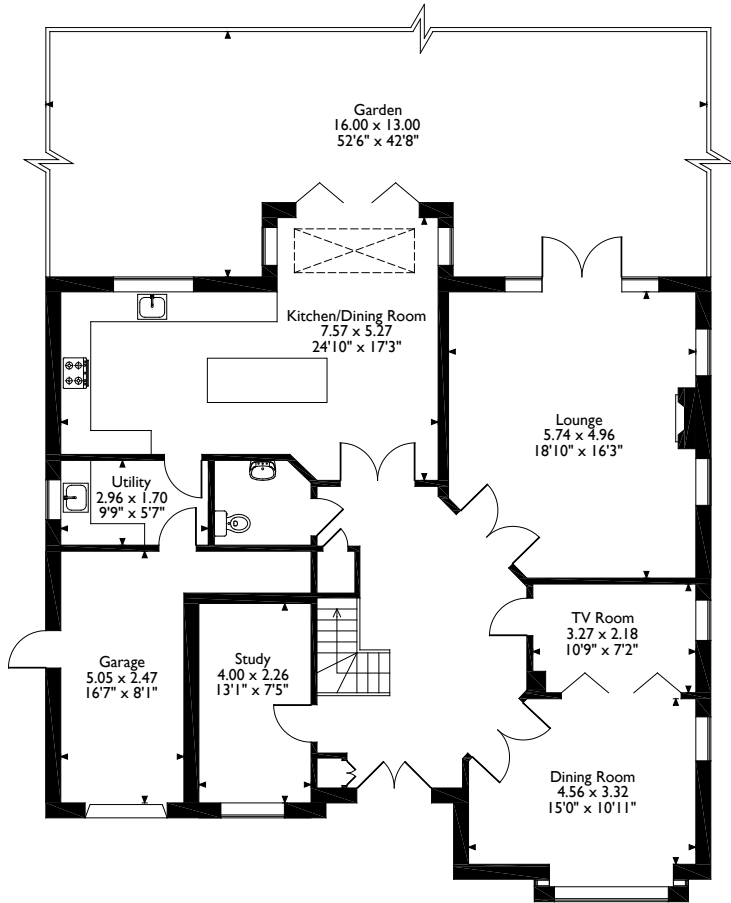 Garden
16.00 x 13.00
52'6" x 42'8"
Kitchen/Dining Room
7.57 x 5.27
24'10" x 17'3"
Lounge
5.74 x 4.96
18'10" x 16'3"
Utility
2.96 x 1.70
9'9" x 5'7"
TV Room
3.27 x 2.18
10'9" x 7'2"
Garage
5.05 x 2.47
16'7" x 8'1"
Study
4.00 x 2.26
13'1" x 7'5"
Dining Room
4.56 x 3.32
15'0" x 10'11"